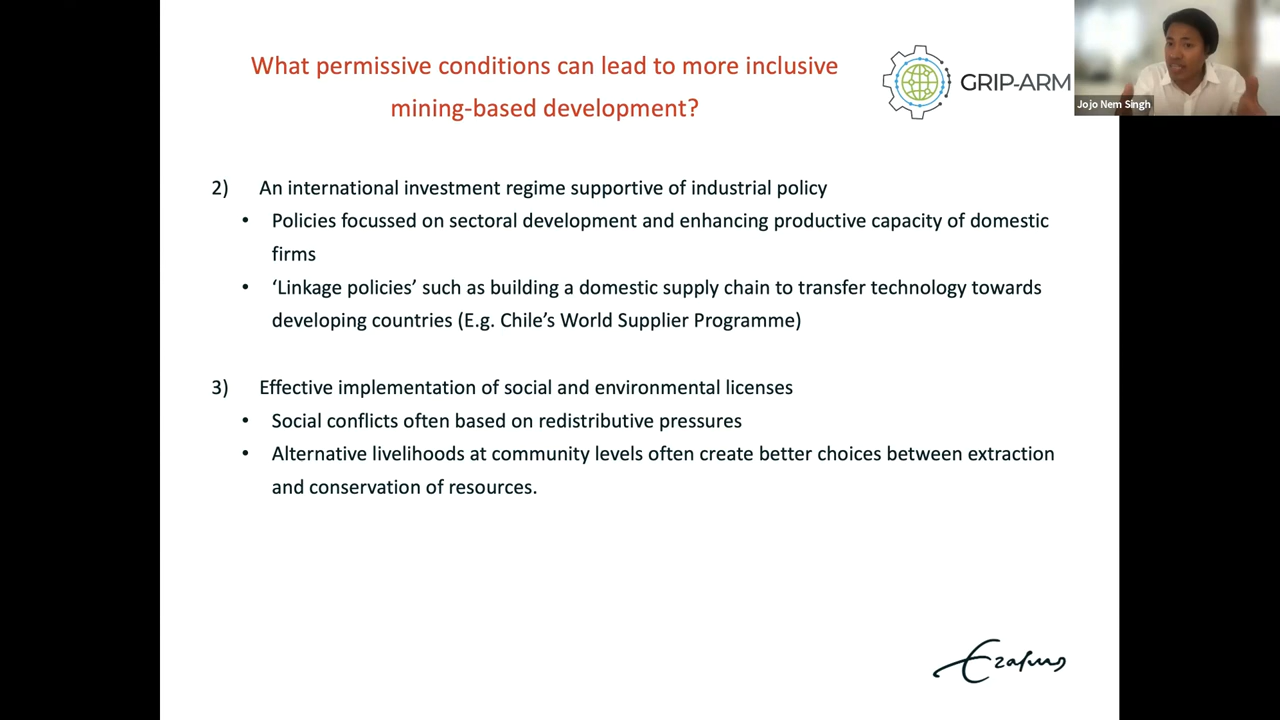 What permissive conditions can lead to more inclusive
mining-based development?
GRIP-ARM
Jojo Nem Singh
2) An international investment regime supportive of industrial policy
• Policies focussed on sectoral development and enhancing productive capacity of domestic
firms
• ‘Linkage policies’ such as building a domestic supply chain to transfer technology towards
developing countries (E.g. Chile’s World Supplier Programme)
3) Effective implementation of social and environmental licenses
• Social conflicts often based on redistributive pressures
• Alternative livelihoods at community levels often create better choices between extraction
and conservation of resources.
Erasmus